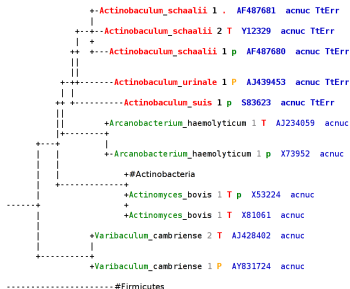 Actinobaculum_schaalii 1 . AF487681 acnuc TtErr
Actinobaculum_schaalii 2 T Y12329 acnuc TtErr
Actinobaculum_schaalii 1 p AF487680 acnuc TtErr
Actinobaculum_urinale 1 P AJ439453 acnuc TtErr
Actinobaculum_suis 1 p S83623 acnuc TtErr
Arcanobacterium_haemolyticum 1 T AJ234059 acnuc
Arcanobacterium_haemolyticum 1 p X73952 acnuc
#Actinobacteria
Actinomyces_bovis 1 T p X53224 acnuc
Actinomyces_bovis 1 T X81061 acnuc
Varibaculum_cambriense 2 T AJ428402 acnuc
Varibaculum_cambriense 1 P AY831724 acnuc
#Firmicutes